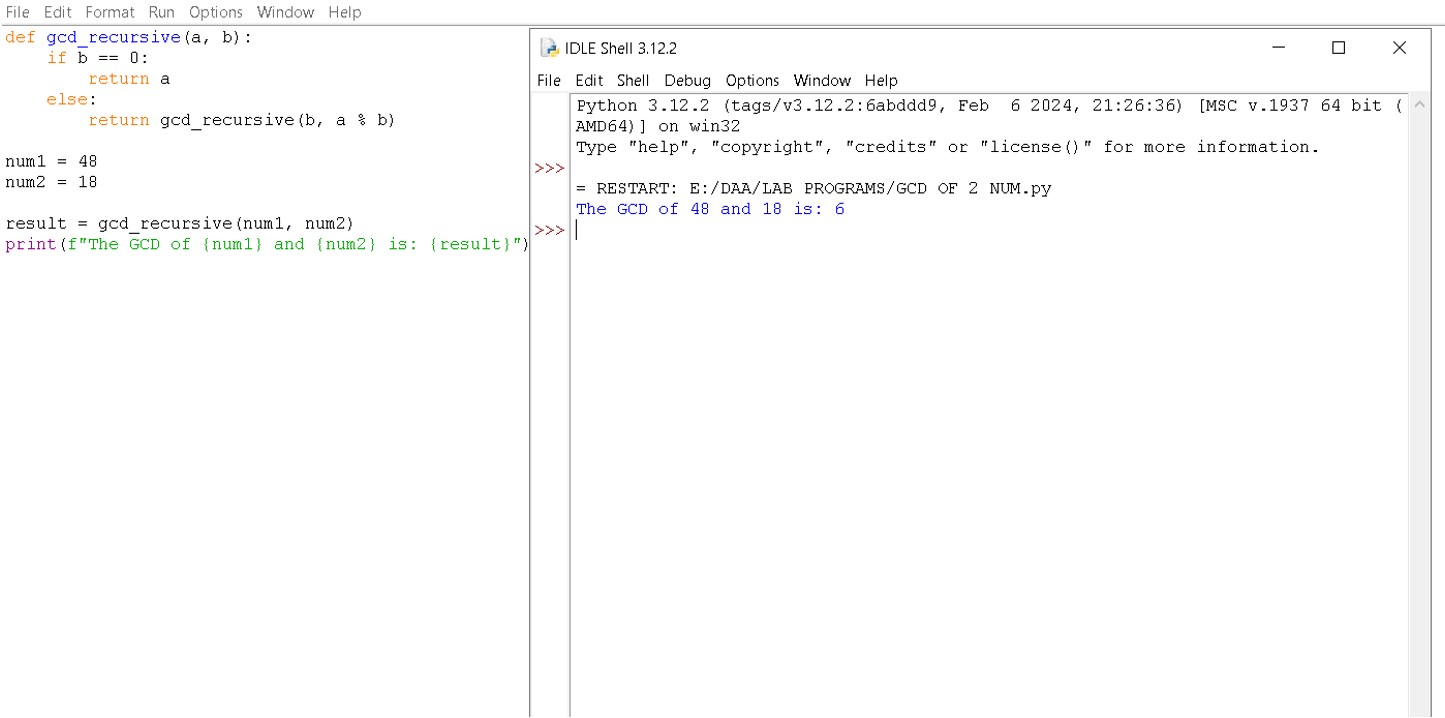 File Edit Format Run Options Window Help
def gcd_recursive(a, b):
    if b == 0:
        return a
    else:
        return gcd_recursive(b, a % b)
num1 = 48
num2 = 18
result = gcd_recursive(num1, num2)
print(f"The GCD of {num1} and {num2} is: {result}")
IDLE Shell 3.12.2
File Edit Shell Debug Options Window Help
Python 3.12.2 (tags/v3.12.2:6abddd9, Feb  6 2024, 21:26:36) [MSC v.1937 64 bit (
AMD64)] on win32
Type "help", "copyright", "credits" or "license()" for more information.
>>>
= RESTART: E:/DAA/LAB PROGRAMS/GCD OF 2 NUM.py
The GCD of 48 and 18 is: 6
>>>